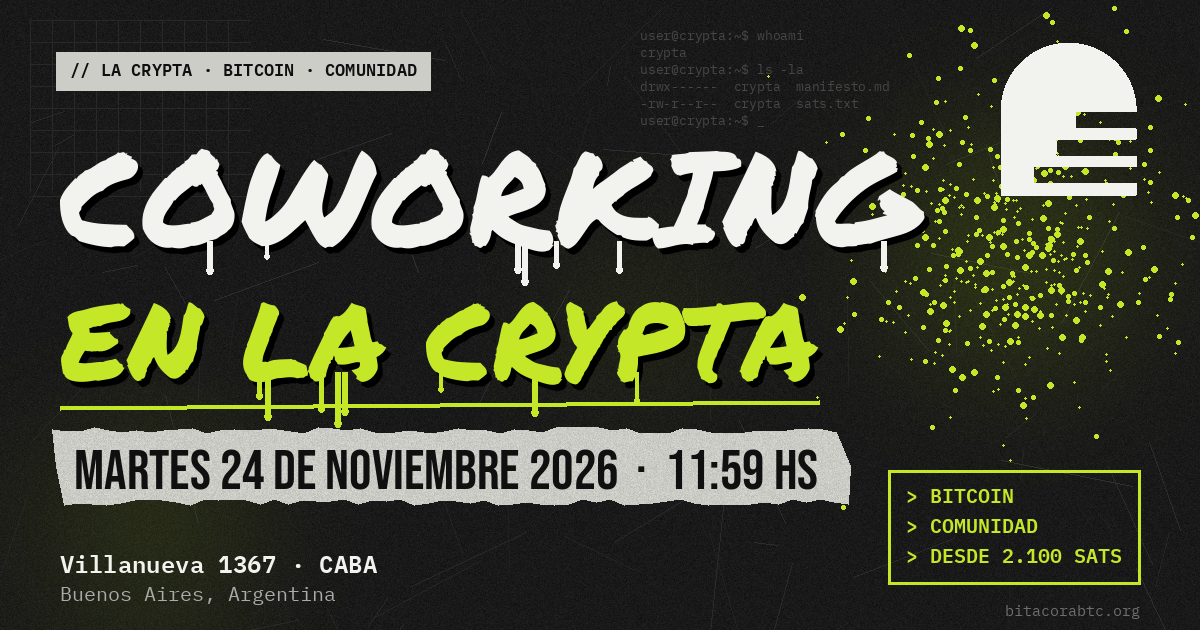 // LA CRYPTA · BITCOIN · COMUNIDAD
user@crypta:~$ whoami
crypta
user@crypta:~$ ls -la
drwx------  crypta  manifesto.md
-rw-r--r--  crypta  sats.txt
user@crypta:~$ _
COWORKING
EN LA CRYPTA
MARTES 24 DE NOVIEMBRE 2026 · 11:59 HS
> BITCOIN
> COMUNIDAD
> DESDE 2.100 SATS
Villanueva 1367 · CABA
Buenos Aires, Argentina
bitacorabtc.org